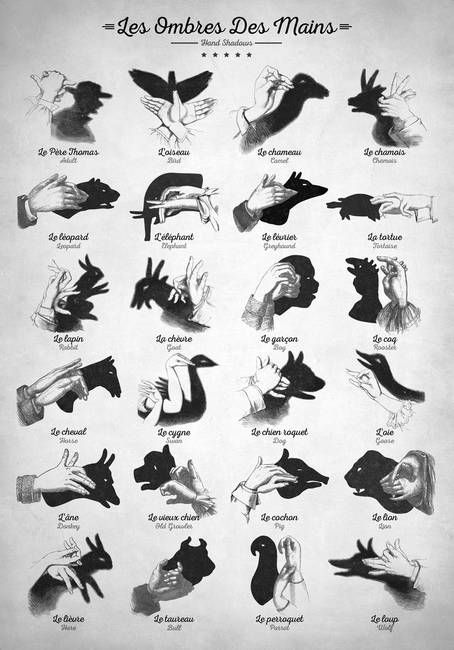 Les Ombres Des Mains
Hand Shadows
Le Père Thomas
Adult
L'oiseau
Bird
Le chameau
Camel
Le chamois
Chamois
Le léopard
Leopard
L'éléphant
Elephant
Le lévrier
Greyhound
La tortue
Tortoise
Le lapin
Rabbit
La chèvre
Goat
Le garçon
Boy
Le coq
Rooster
Le cheval
Horse
Le cygne
Swan
Le chien roquet
Dog
L'oie
Goose
L'âne
Donkey
Le vieux chien
Old Growler
Le cochon
Pig
Le lion
Lion
Le lièvre
Hare
Le taureau
Bull
Le perroquet
Parrot
Le loup
Wolf